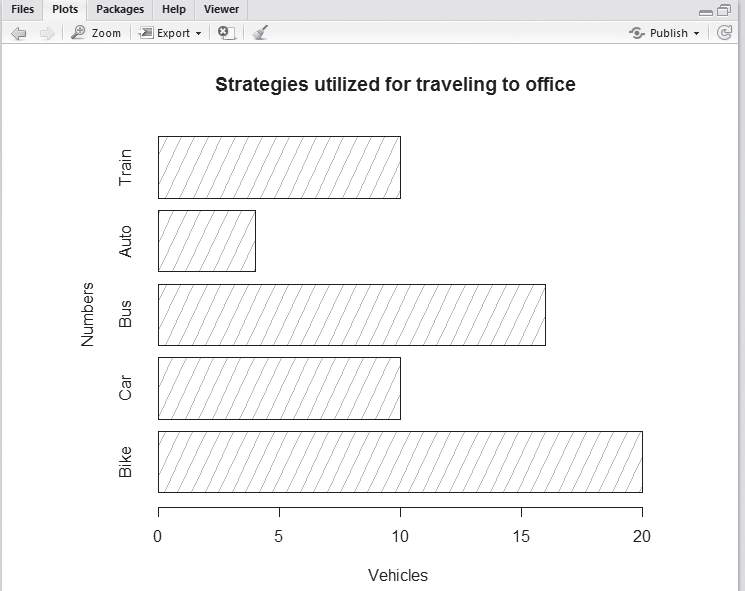 Files Plots Packages Help Viewer
Zoom Export Publish
Strategies utilized for traveling to office
Train
Auto
Bus
Car
Bike
Numbers
0 5 10 15 20
Vehicles